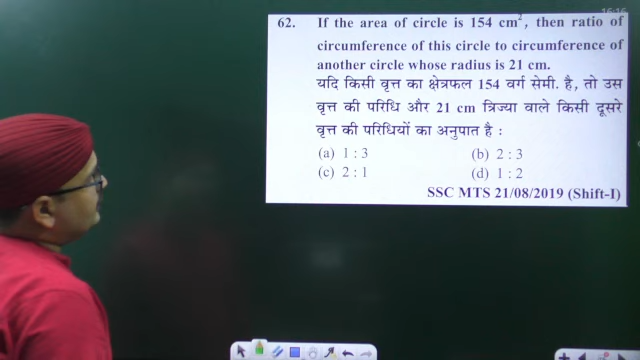 16:16
62. If the area of circle is 154 cm², then ratio of
circumference of this circle to circumference of
another circle whose radius is 21 cm.
यदि किसी वृत्त का क्षेत्रफल 154 वर्ग सेमी. है, तो उस
वृत्त की परिधि और 21 cm त्रिज्या वाले किसी दूसरे
वृत्त की परिधियों का अनुपात है :
(a) 1 : 3 (b) 2 : 3
(c) 2 : 1 (d) 1 : 2
SSC MTS 21/08/2019 (Shift-I)